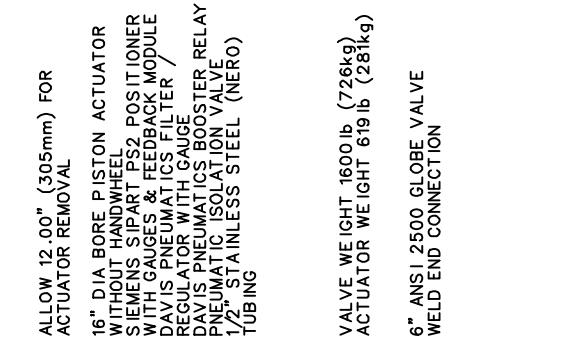 ALLOW 12.00" (305mm) FOR
ACTUATOR REMOVAL
16" DIA BORE PISTON ACTUATOR
WITHOUT HANDWHEEL
SIEMENS SIPART PS2 POSITIONER
WITH GAUGES & FEEDBACK MODULE
DAVIS PNEUMATICS FILTER /
REGULATOR WITH GAUGE
DAVIS PNEUMATICS BOOSTER RELAY
PNEUMATIC ISOLATION VALVE
1/2" STAINLESS STEEL (NERO)
TUBING
VALVE WEIGHT 1600 lb (726kg)
ACTUATOR WEIGHT 619 lb (281kg)
6" ANSI 2500 GLOBE VALVE
WELD END CONNECTION